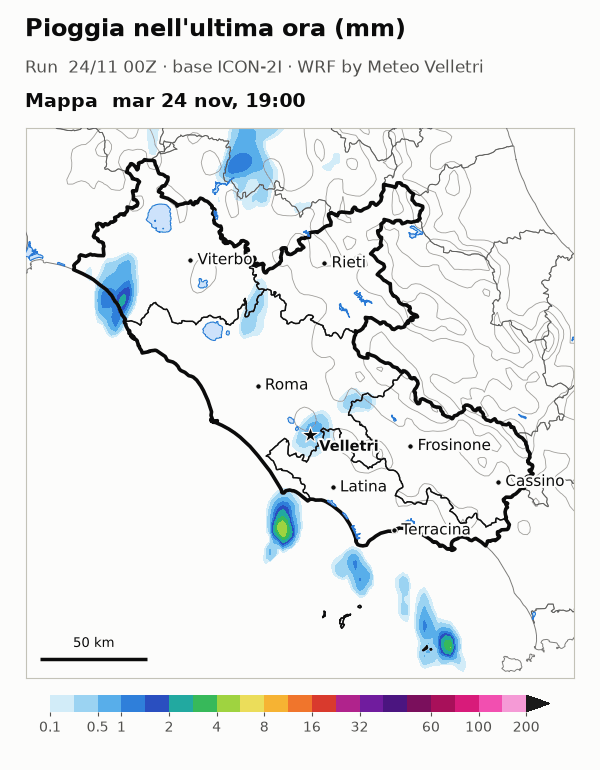 Pioggia nell'ultima ora (mm)
Run 24/11 00Z · base ICON-2I · WRF by Meteo Velletri
Mappa mar 24 nov, 19:00
Viterbo
Rieti
Roma
Velletri
Frosinone
Latina
Cassino
Terracina
50 km
0.1 0.5 1 2 4 8 16 32 60 100 200